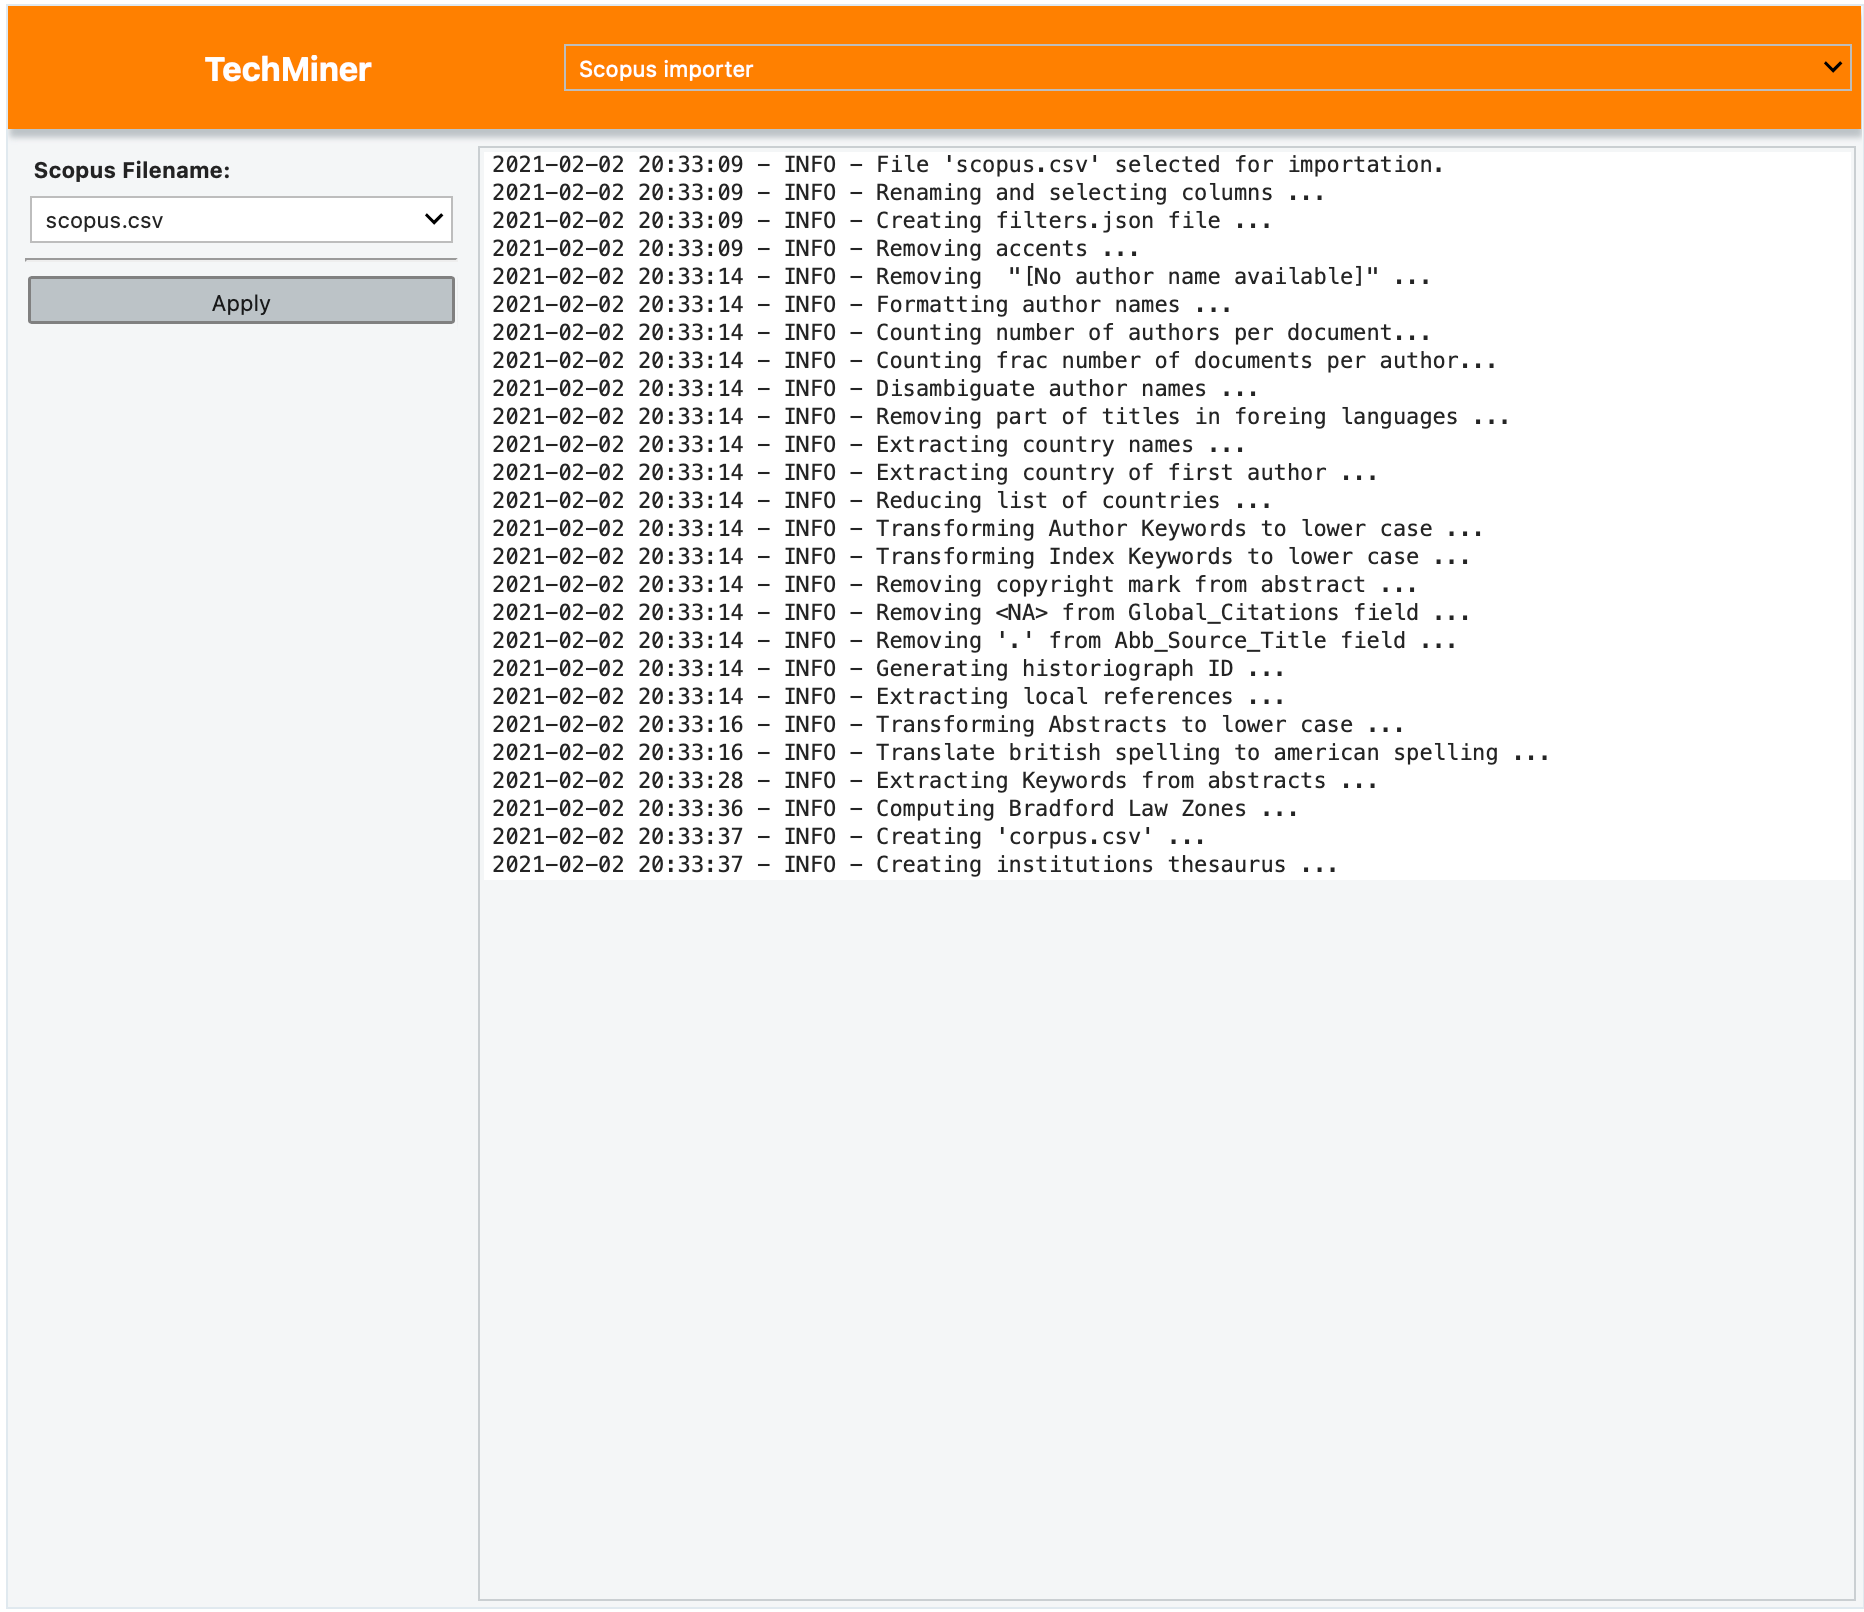 TechMiner
Scopus importer
Scopus Filename:
scopus.csv
Apply
2021-02-02 20:33:09 - INFO - File 'scopus.csv' selected for importation.
2021-02-02 20:33:09 - INFO - Renaming and selecting columns ...
2021-02-02 20:33:09 - INFO - Creating filters.json file ...
2021-02-02 20:33:09 - INFO - Removing accents ...
2021-02-02 20:33:14 - INFO - Removing  "[No author name available]" ...
2021-02-02 20:33:14 - INFO - Formatting author names ...
2021-02-02 20:33:14 - INFO - Counting number of authors per document...
2021-02-02 20:33:14 - INFO - Counting frac number of documents per author...
2021-02-02 20:33:14 - INFO - Disambiguate author names ...
2021-02-02 20:33:14 - INFO - Removing part of titles in foreing languages ...
2021-02-02 20:33:14 - INFO - Extracting country names ...
2021-02-02 20:33:14 - INFO - Extracting country of first author ...
2021-02-02 20:33:14 - INFO - Reducing list of countries ...
2021-02-02 20:33:14 - INFO - Transforming Author Keywords to lower case ...
2021-02-02 20:33:14 - INFO - Transforming Index Keywords to lower case ...
2021-02-02 20:33:14 - INFO - Removing copyright mark from abstract ...
2021-02-02 20:33:14 - INFO - Removing <NA> from Global_Citations field ...
2021-02-02 20:33:14 - INFO - Removing '.' from Abb_Source_Title field ...
2021-02-02 20:33:14 - INFO - Generating historiograph ID ...
2021-02-02 20:33:14 - INFO - Extracting local references ...
2021-02-02 20:33:16 - INFO - Transforming Abstracts to lower case ...
2021-02-02 20:33:16 - INFO - Translate british spelling to american spelling ...
2021-02-02 20:33:28 - INFO - Extracting Keywords from abstracts ...
2021-02-02 20:33:36 - INFO - Computing Bradford Law Zones ...
2021-02-02 20:33:37 - INFO - Creating 'corpus.csv' ...
2021-02-02 20:33:37 - INFO - Creating institutions thesaurus ...